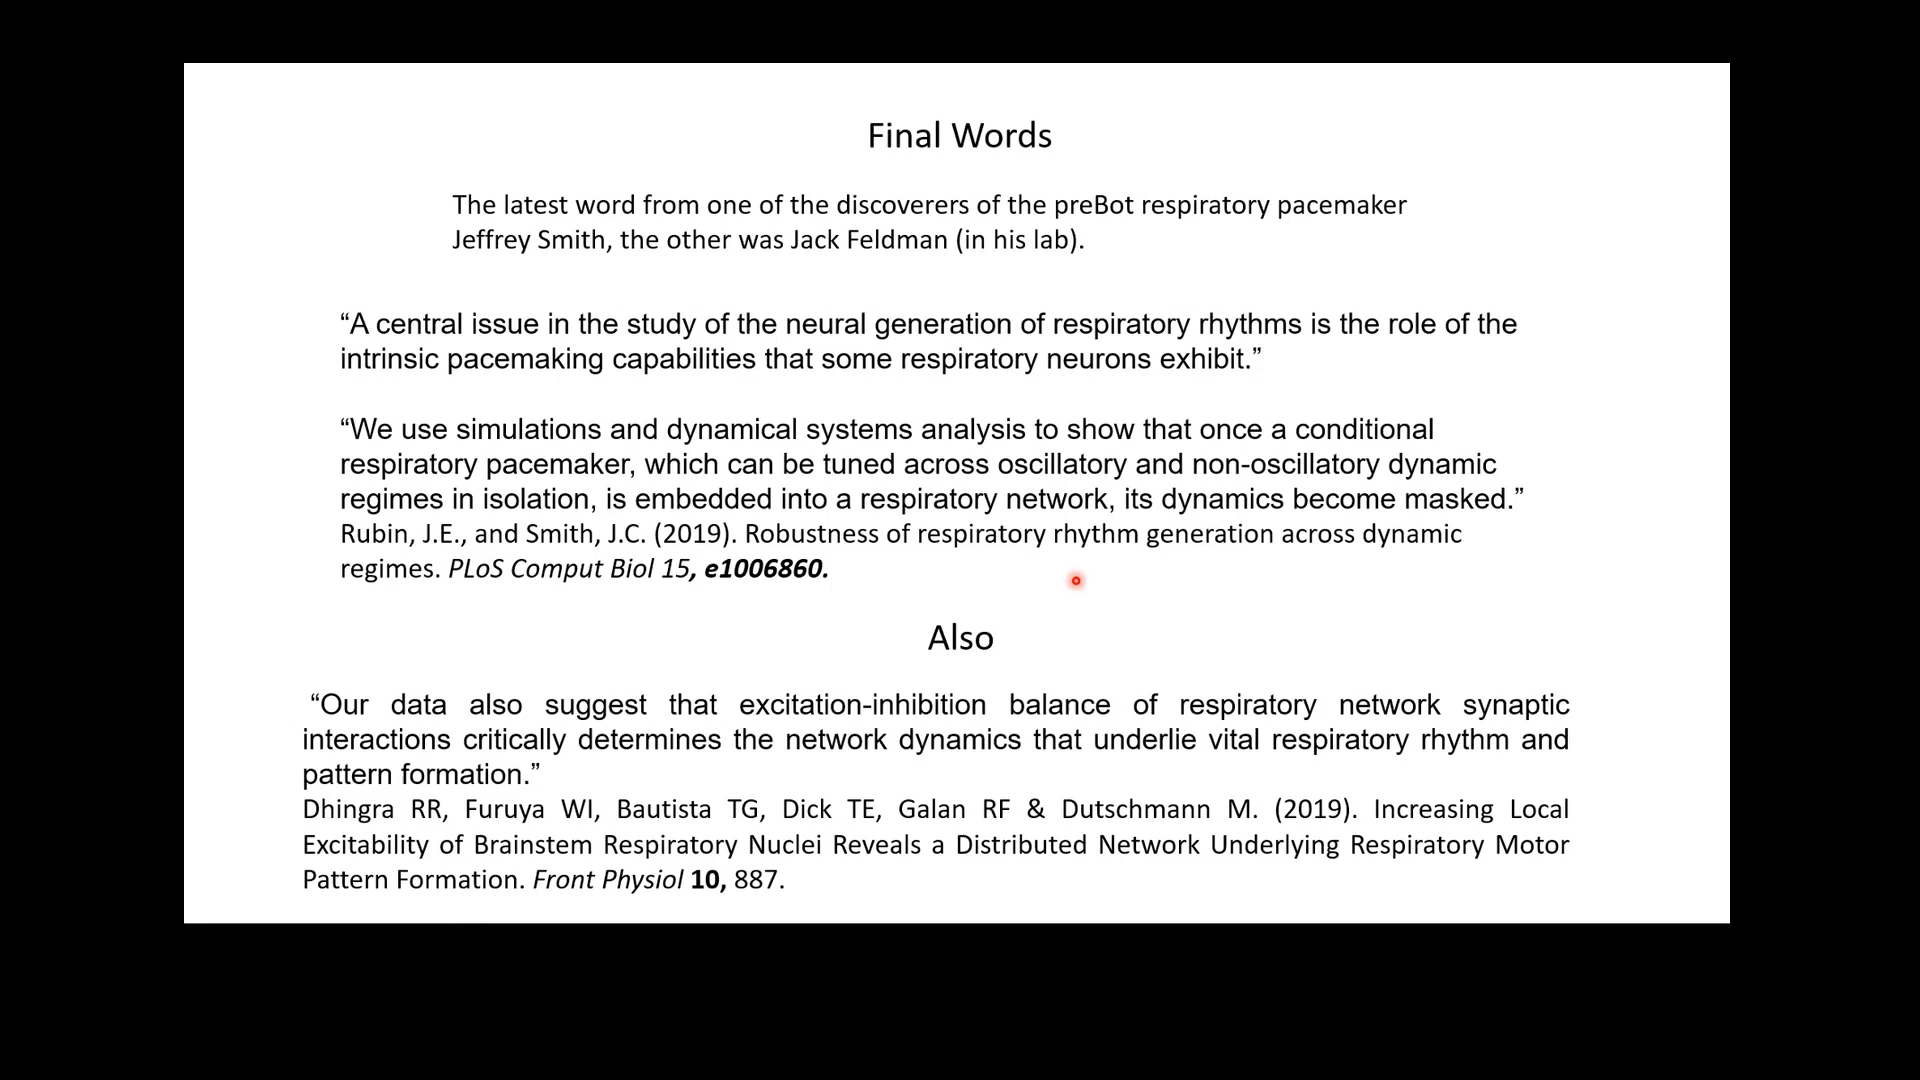 Final Words
The latest word from one of the discoverers of the preBot respiratory pacemaker
Jeffrey Smith, the other was Jack Feldman (in his lab).
“A central issue in the study of the neural generation of respiratory rhythms is the role of the
intrinsic pacemaking capabilities that some respiratory neurons exhibit.”
“We use simulations and dynamical systems analysis to show that once a conditional
respiratory pacemaker, which can be tuned across oscillatory and non-oscillatory dynamic
regimes in isolation, is embedded into a respiratory network, its dynamics become masked.”
Rubin, J.E., and Smith, J.C. (2019). Robustness of respiratory rhythm generation across dynamic
regimes. PLoS Comput Biol 15, e1006860.
Also
“Our data also suggest that excitation-inhibition balance of respiratory network synaptic
interactions critically determines the network dynamics that underlie vital respiratory rhythm and
pattern formation.”
Dhingra RR, Furuya WI, Bautista TG, Dick TE, Galan RF & Dutschmann M. (2019). Increasing Local
Excitability of Brainstem Respiratory Nuclei Reveals a Distributed Network Underlying Respiratory Motor
Pattern Formation. Front Physiol 10, 887.